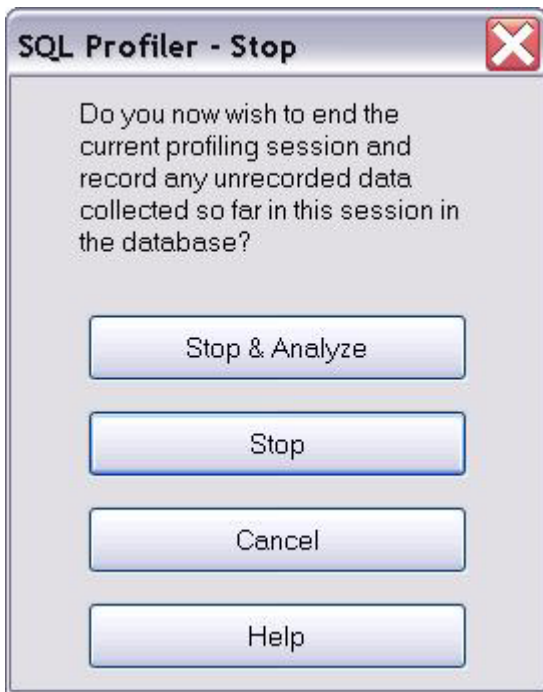 SQL Profiler - Stop
Do you now wish to end the
current profiling session and
record any unrecorded data
collected so far in this session in
the database?
Stop & Analyze
Stop
Cancel
Help